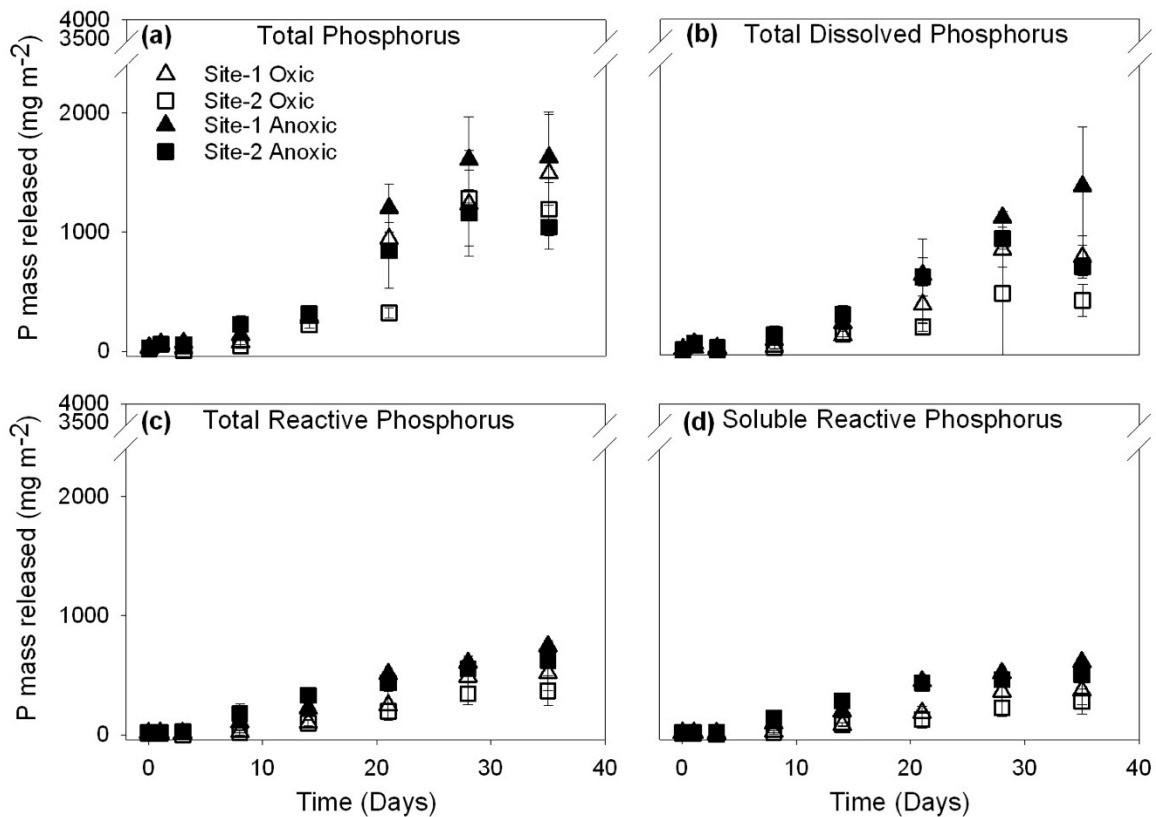 4000
3500
(a) Total Phosphorus
(b) Total Dissolved Phosphorus
Site-1 Oxic
Site-2 Oxic
Site-1 Anoxic
Site-2 Anoxic
2000
1000
0
P mass released (mg m-2)
4000
3500
(c) Total Reactive Phosphorus
(d) Soluble Reactive Phosphorus
2000
1000
0
P mass released (mg m-2)
0 10 20 30 40
0 10 20 30 40
Time (Days)
Time (Days)